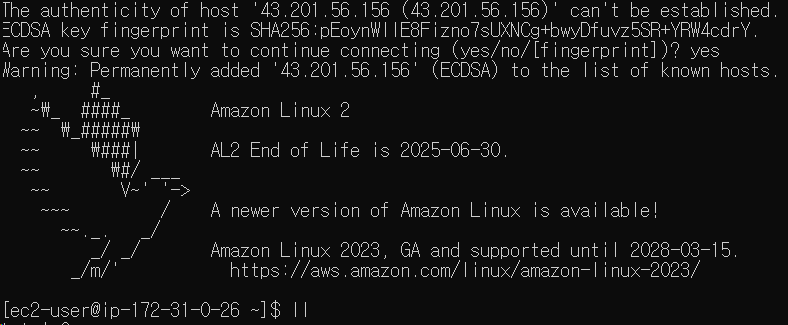 The authenticity of host '43.201.56.156 (43.201.56.156)' can't be established.
ECDSA key fingerprint is SHA256:pEoynWIIE8Fizno7sUXNCg+bwyDfuvz5SR+YRW4cdrY.
Are you sure you want to continue connecting (yes/no/[fingerprint])? yes
Warning: Permanently added '43.201.56.156' (ECDSA) to the list of known hosts.
   ,     #_
   ~₩_  ####_        Amazon Linux 2
  ~~  ₩_#####₩
  ~~     ₩###|       AL2 End of Life is 2025-06-30.
  ~~       ₩#/ ___
   ~~       V~' '->
    ~~~         /    A newer version of Amazon Linux is available!
      ~~._.   _/
         _/ _/       Amazon Linux 2023, GA and supported until 2028-03-15.
       _/m/'           https://aws.amazon.com/linux/amazon-linux-2023/
[ec2-user@ip-172-31-0-26 ~]$ ll